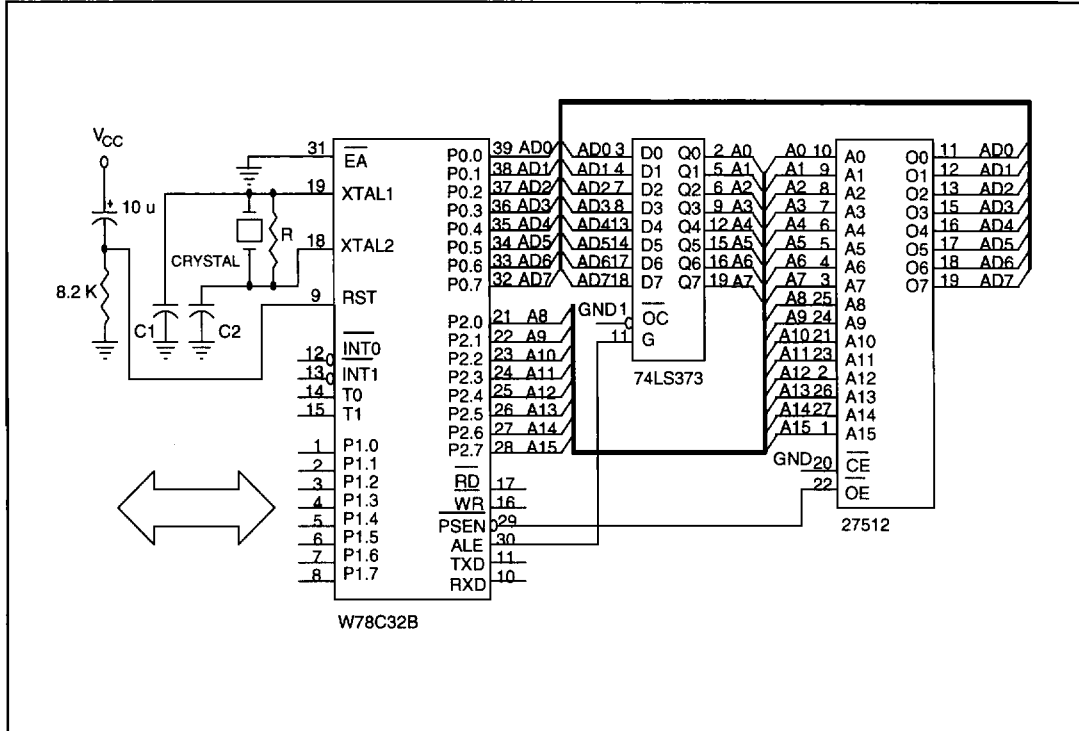 VCC
10 u
8.2 K
C1
C2
CRYSTAL
R
31
19
18
9
12
13
14
15
1
2
3
4
5
6
7
8
EA
XTAL1
XTAL2
RST
INT0
INT1
T0
T1
P1.0
P1.1
P1.2
P1.3
P1.4
P1.5
P1.6
P1.7
P0.0 39 AD0
P0.1 38 AD1
P0.2 37 AD2
P0.3 36 AD3
P0.4 35 AD4
P0.5 34 AD5
P0.6 33 AD6
P0.7 32 AD7
P2.0 21 A8
P2.1 22 A9
P2.2 23 A10
P2.3 24 A11
P2.4 25 A12
P2.5 26 A13
P2.6 27 A14
P2.7 28 A15
RD 17
WR 16
PSEN 29
ALE 30
TXD 11
RXD 10
W78C32B
AD0 3 D0 Q0 2 A0
AD1 4 D1 Q1 5 A1
AD2 7 D2 Q2 6 A2
AD3 8 D3 Q3 9 A3
AD4 13 D4 Q4 12 A4
AD5 14 D5 Q5 15 A5
AD6 17 D6 Q6 16 A6
AD7 18 D7 Q7 19 A7
GND 1 OC
11 G
74LS373
A0 10 A0 O0 11 AD0
A1 9 A1 O1 12 AD1
A2 8 A2 O2 13 AD2
A3 7 A3 O3 15 AD3
A4 6 A4 O4 16 AD4
A5 5 A5 O5 17 AD5
A6 4 A6 O6 18 AD6
A7 3 A7 O7 19 AD7
A8 25 A8
A9 24 A9
A10 21 A10
A11 23 A11
A12 2 A12
A13 26 A13
A14 27 A14
A15 1 A15
GND 20 CE
22 OE
27512